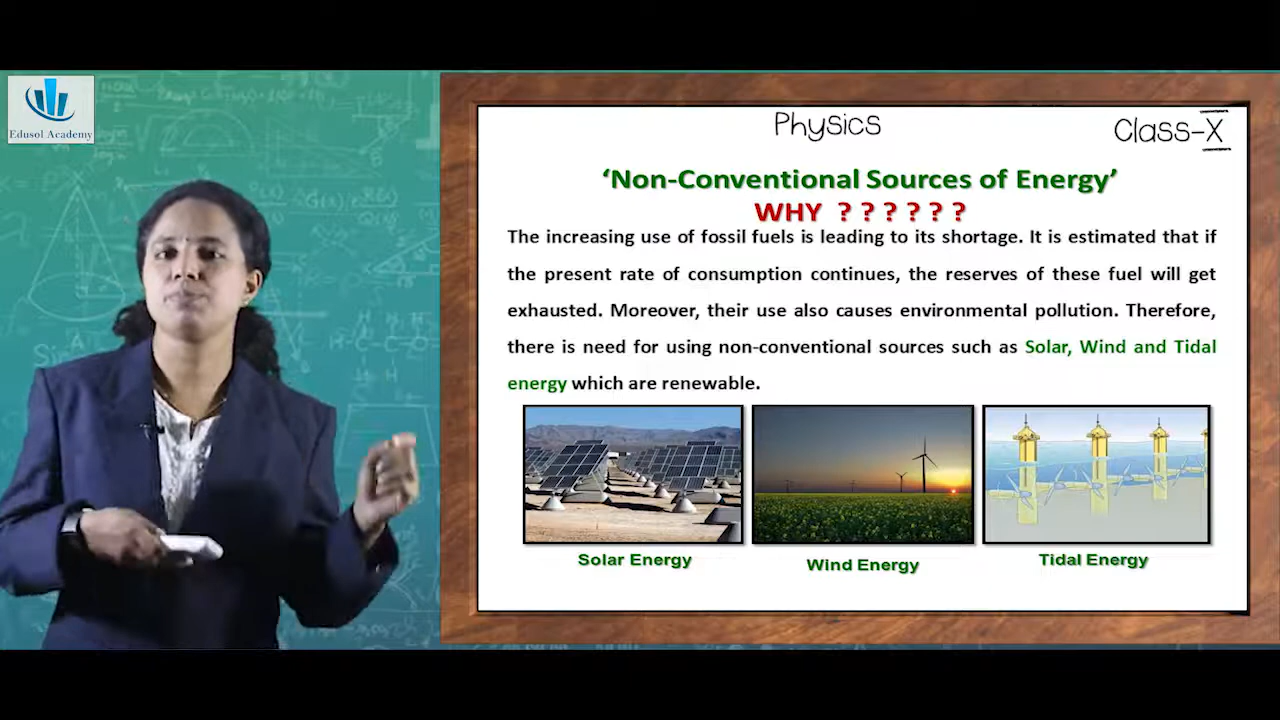 Edusol Academy
Physics
Class-X
‘Non-Conventional Sources of Energy’
WHY ? ? ? ? ? ?
The increasing use of fossil fuels is leading to its shortage. It is estimated that if
the present rate of consumption continues, the reserves of these fuel will get
exhausted. Moreover, their use also causes environmental pollution. Therefore,
there is need for using non-conventional sources such as Solar, Wind and Tidal
energy which are renewable.
Solar Energy
Wind Energy
Tidal Energy